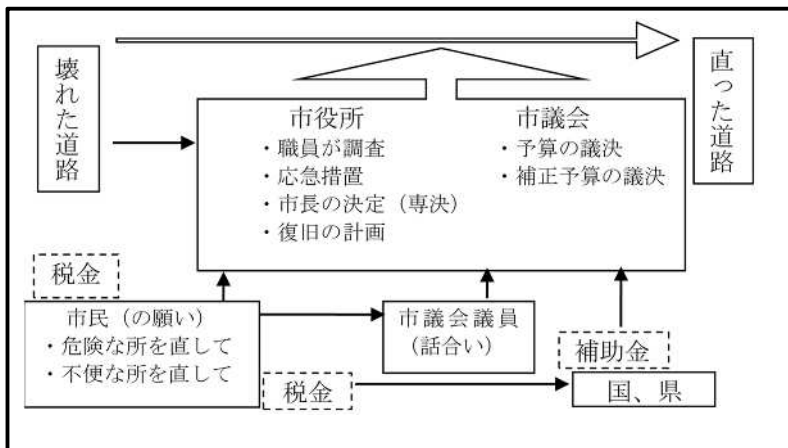 壊れた道路
直った道路
市役所
・職員が調査
・応急措置
・市長の決定（専決）
・復旧の計画
市議会
・予算の議決
・補正予算の議決
税金
市民（の願い）
・危険な所を直して
・不便な所を直して
市議会議員
（話合い）
補助金
税金
国、県